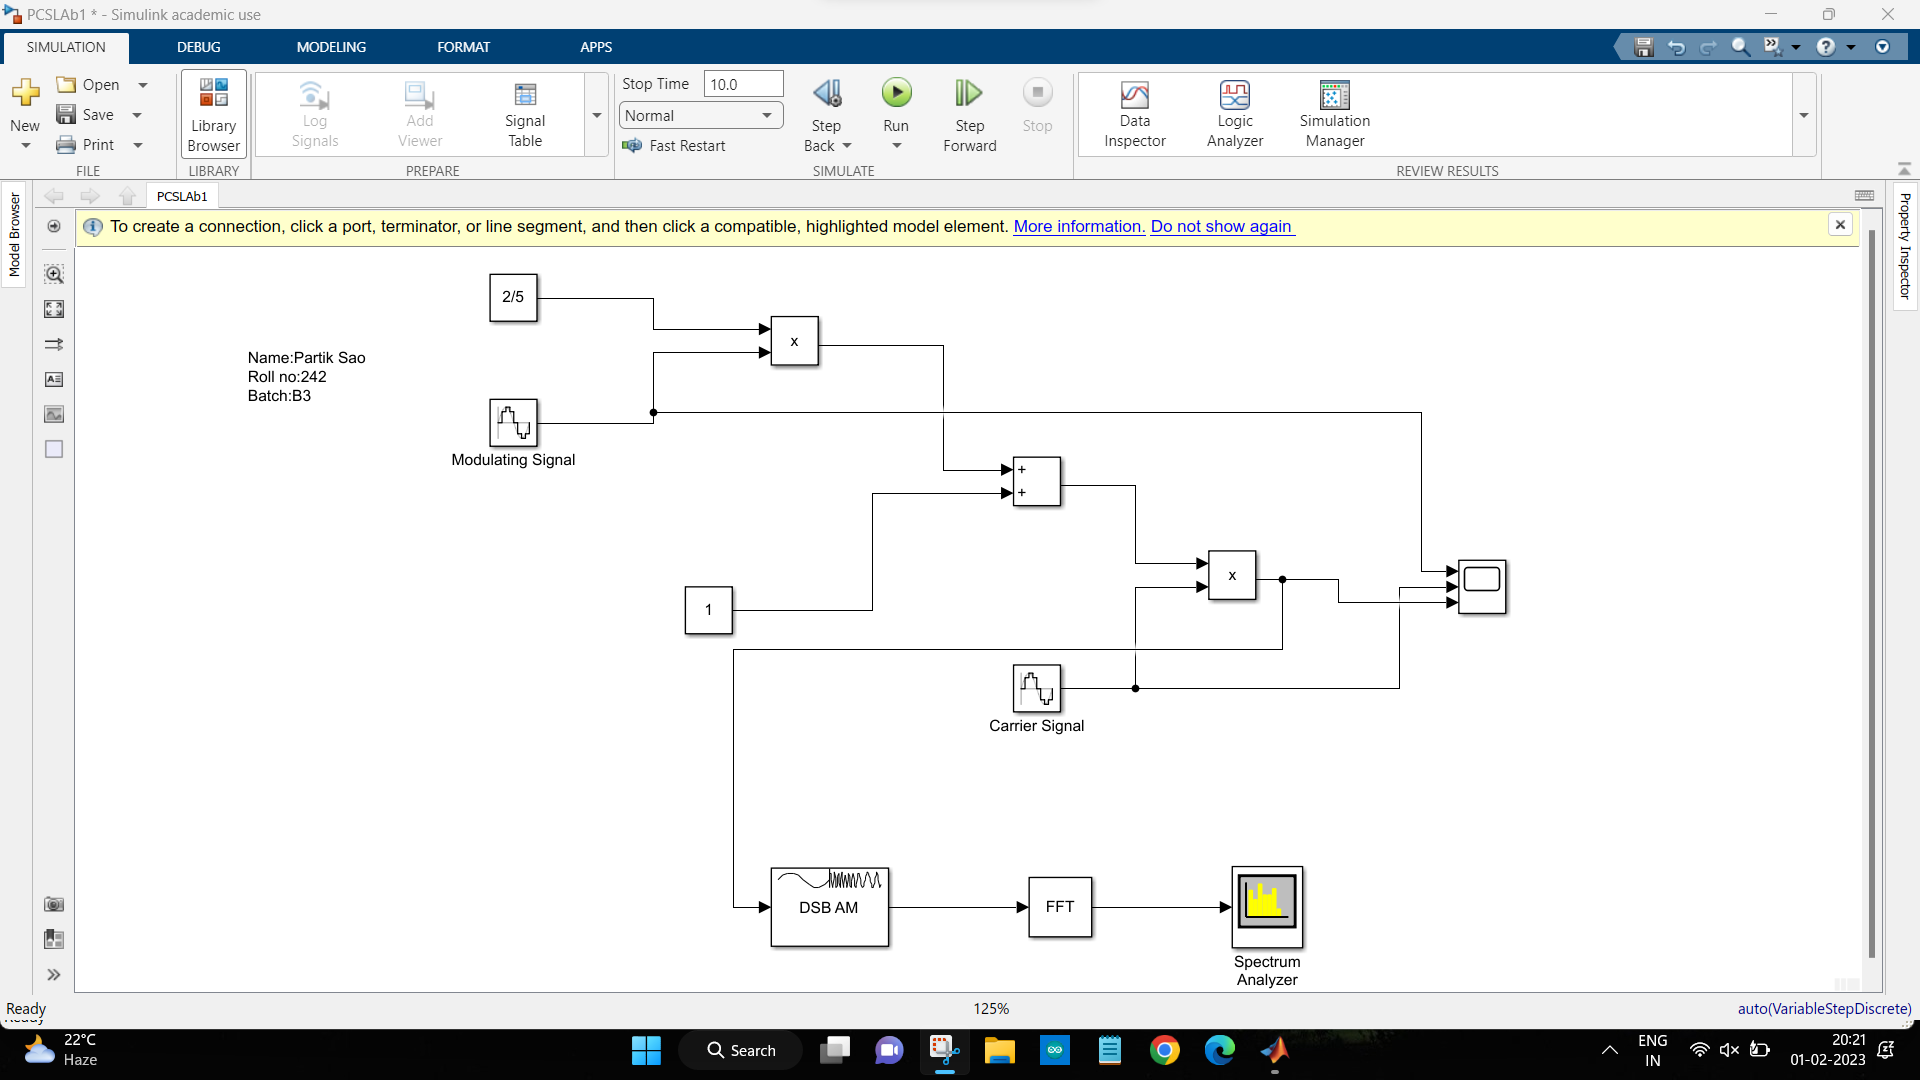 PCSLAb1 * - Simulink academic use
SIMULATION DEBUG MODELING FORMAT APPS
New
Open
Save
Print
FILE
Library
Browser
LIBRARY
Log
Signals
Add
Viewer
Signal
Table
PREPARE
Stop Time 10.0
Normal
Fast Restart
Step
Back
Run
Step
Forward
Stop
SIMULATE
Data
Inspector
Logic
Analyzer
Simulation
Manager
REVIEW RESULTS
Model Browser
PCSLAb1
Property Inspector
To create a connection, click a port, terminator, or line segment, and then click a compatible, highlighted model element. More information. Do not show again
2/5
x
Name:Partik Sao
Roll no:242
Batch:B3
Modulating Signal
+
+
x
1
Carrier Signal
DSB AM
FFT
Spectrum
Analyzer
Ready
125%
auto(VariableStepDiscrete)
Ready
22°C
Haze
Search
ENG
IN
20:21
01-02-2023